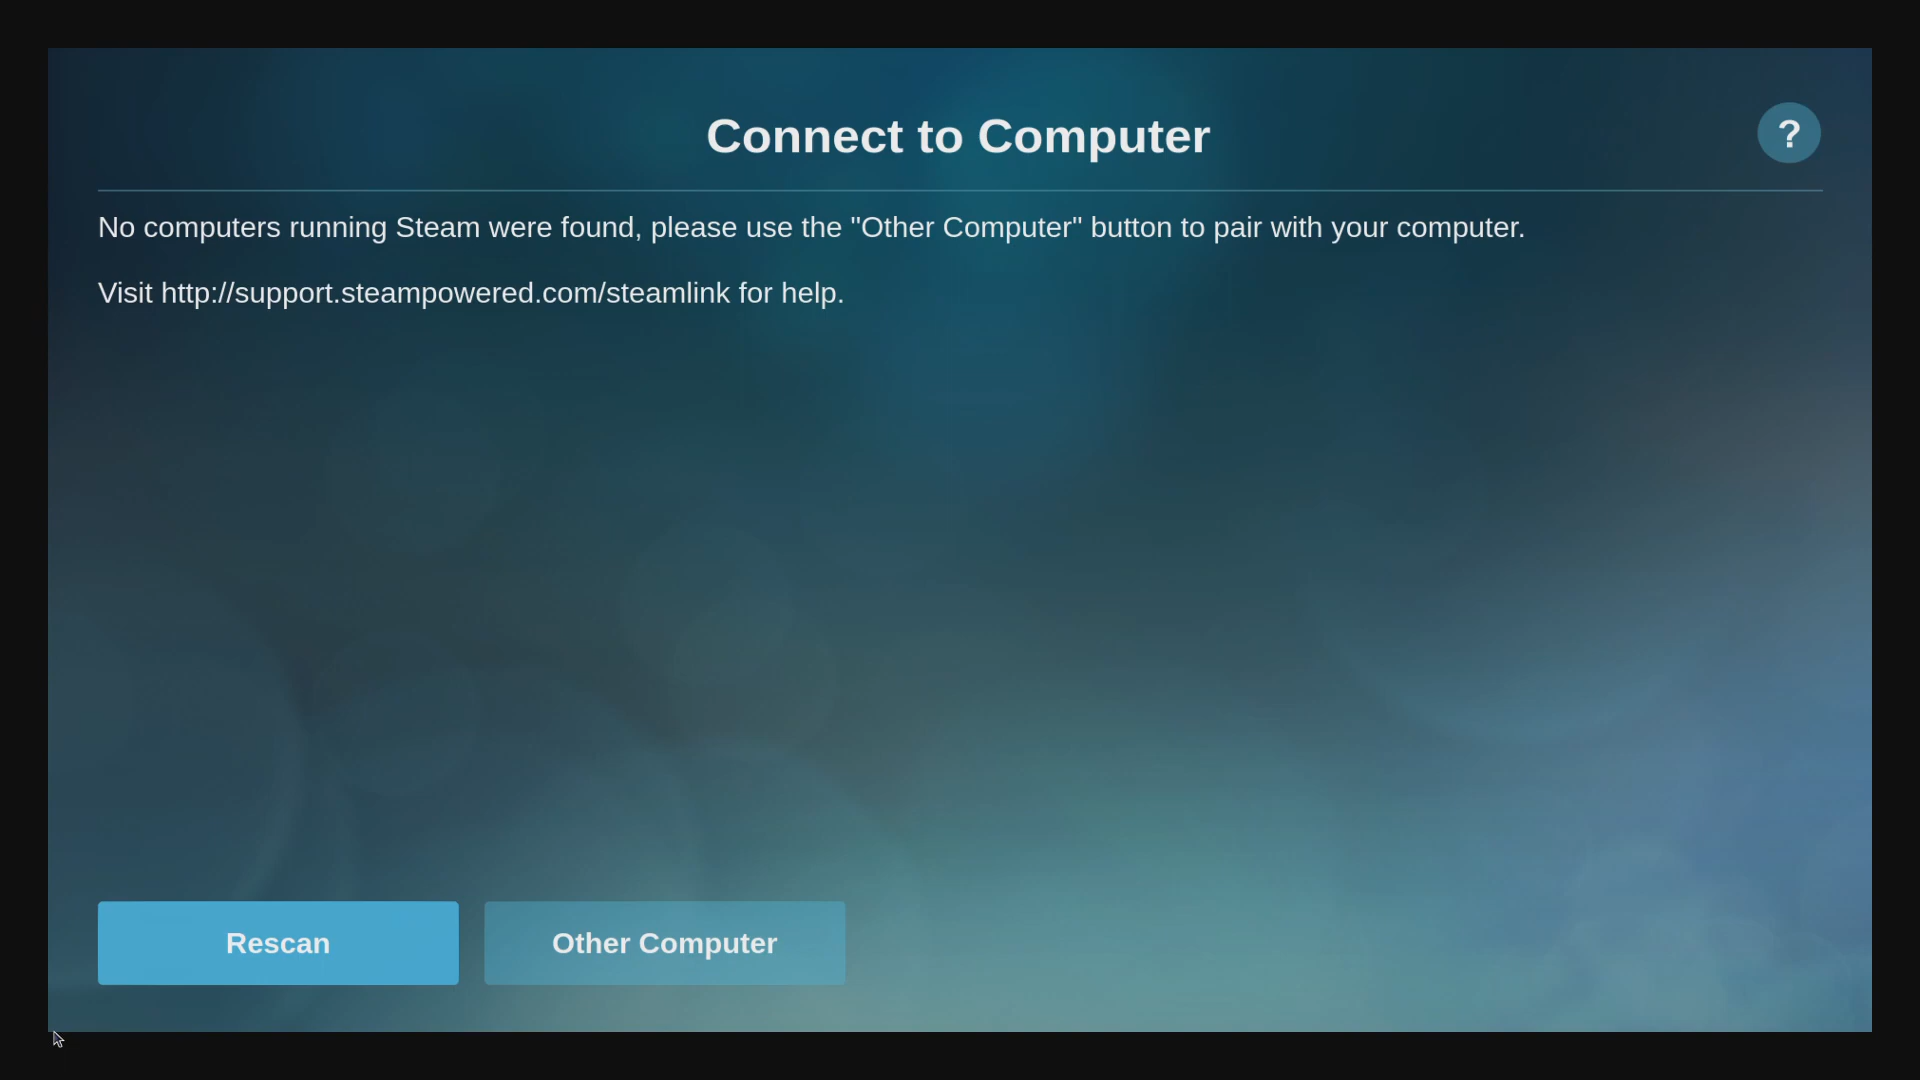 Connect to Computer
?
No computers running Steam were found, please use the "Other Computer" button to pair with your computer.
Visit http://support.steampowered.com/steamlink for help.
Rescan
Other Computer